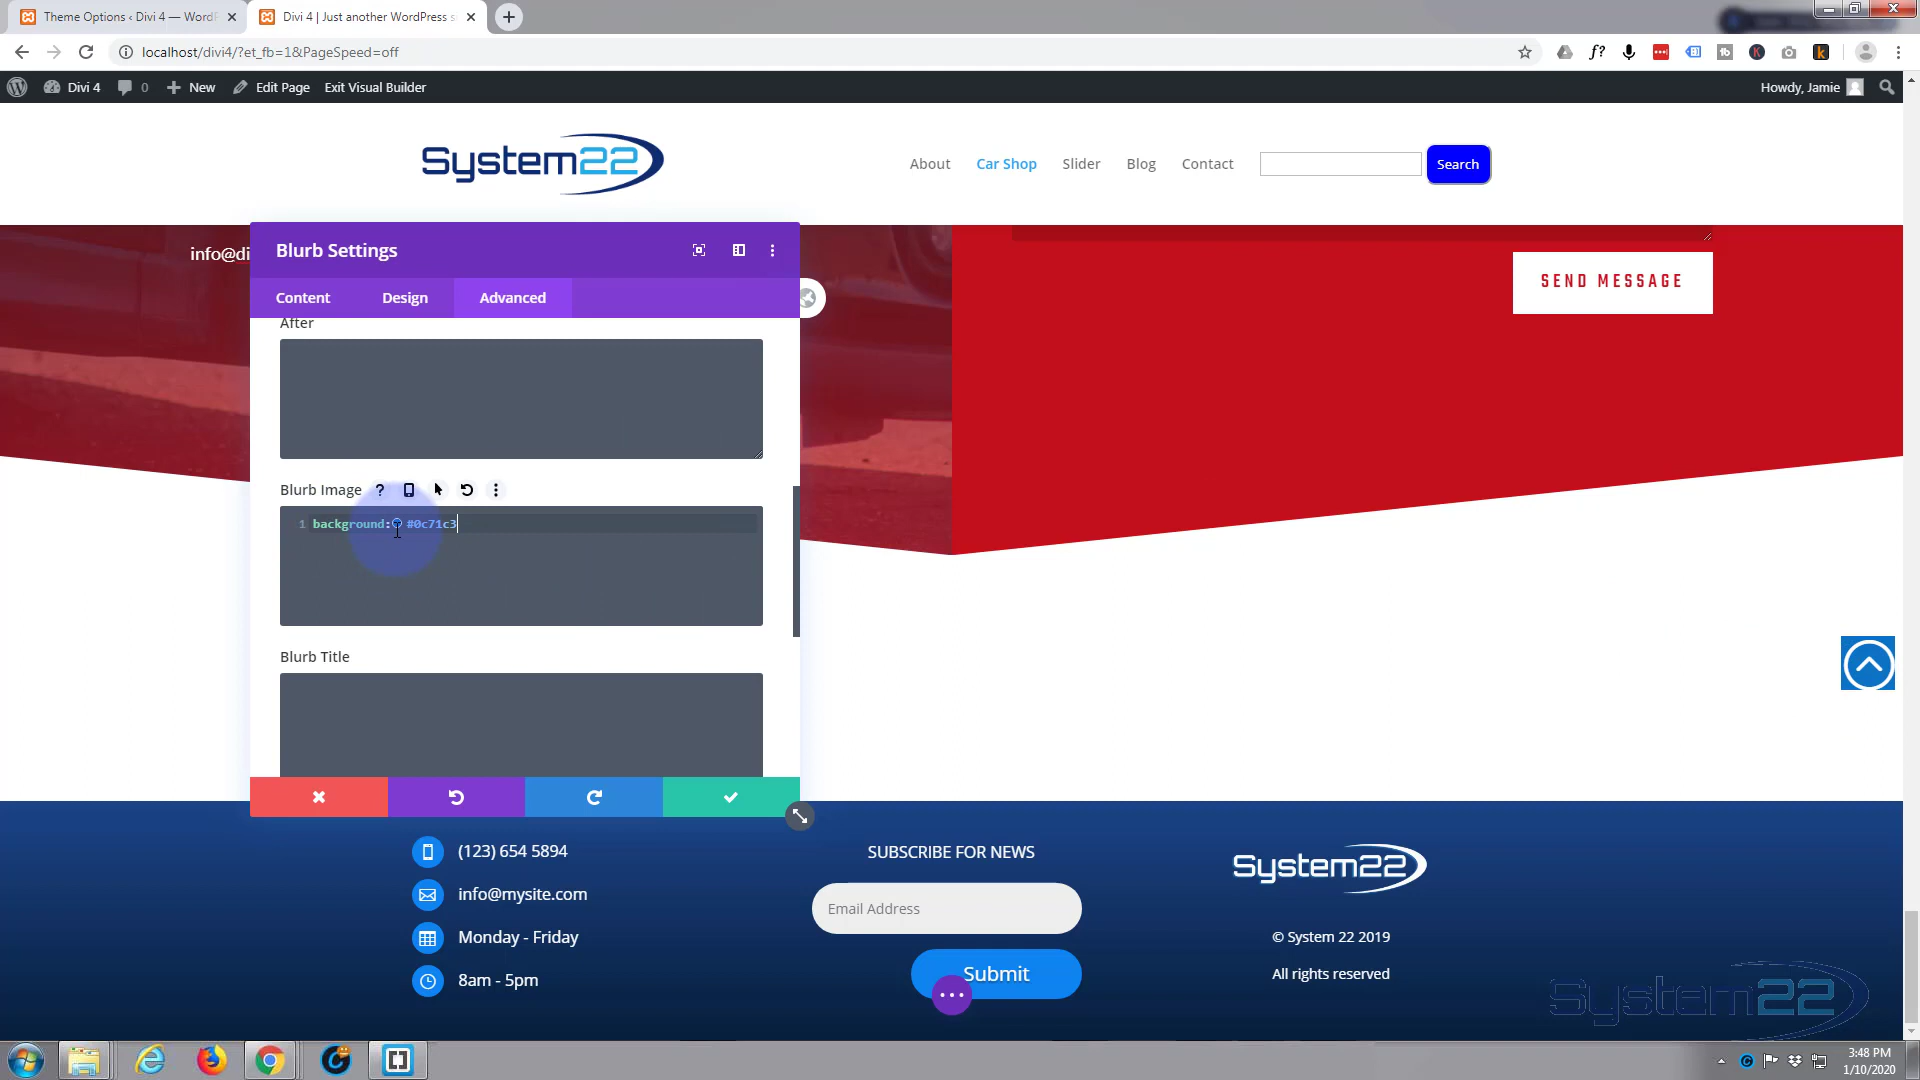 Theme Options ‹ Divi 4 — WordP
Divi 4 | Just another WordPress s
localhost/divi4/?et_fb=1&PageSpeed=off
Divi 4
0
New
Edit Page
Exit Visual Builder
Howdy, Jamie
System22
About
Car Shop
Slider
Blog
Contact
Search
info@di
SEND MESSAGE
Blurb Settings
Content
Design
Advanced
After
Blurb Image
1 background: #0c71c3
Blurb Title
(123) 654 5894
info@mysite.com
Monday - Friday
8am - 5pm
SUBSCRIBE FOR NEWS
Email Address
Submit
System22
© System 22 2019
All rights reserved
System22
3:48 PM
1/10/2020